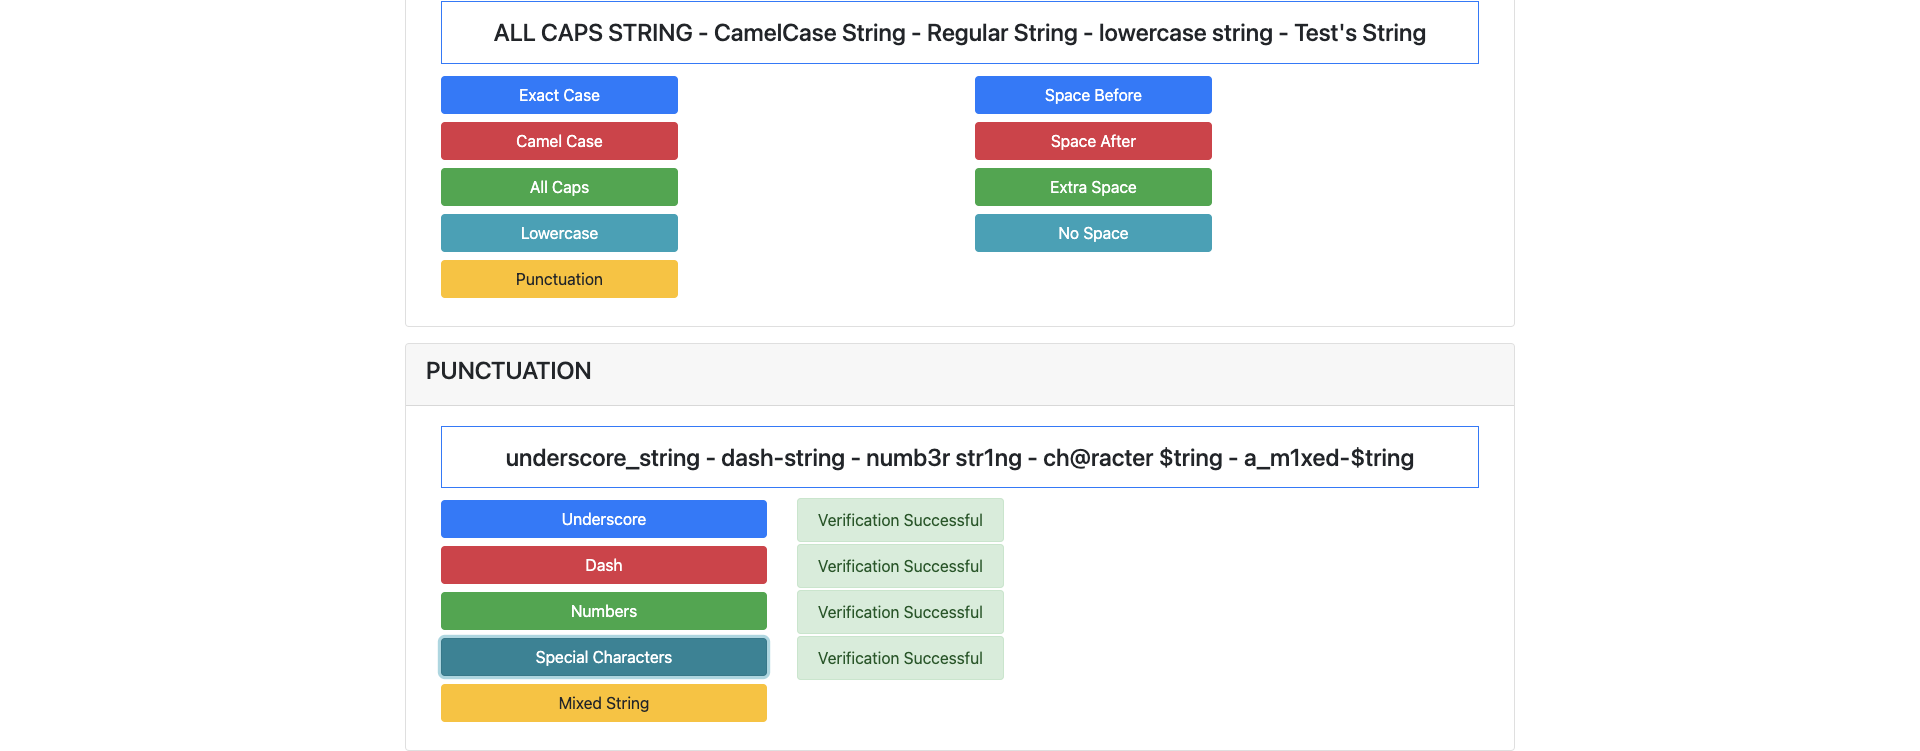 ALL CAPS STRING - CamelCase String - Regular String - lowercase string - Test's String
Exact Case
Space Before
Camel Case
Space After
All Caps
Extra Space
Lowercase
No Space
Punctuation
PUNCTUATION
underscore_string - dash-string - numb3r str1ng - ch@racter $tring - a_m1xed-$tring
Underscore
Verification Successful
Dash
Verification Successful
Numbers
Verification Successful
Special Characters
Verification Successful
Mixed String